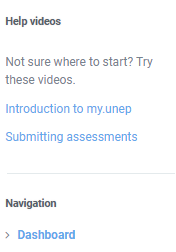 Help videos
Not sure where to start? Try
these videos.
Introduction to my.unep
Submitting assessments
Navigation
> Dashboard